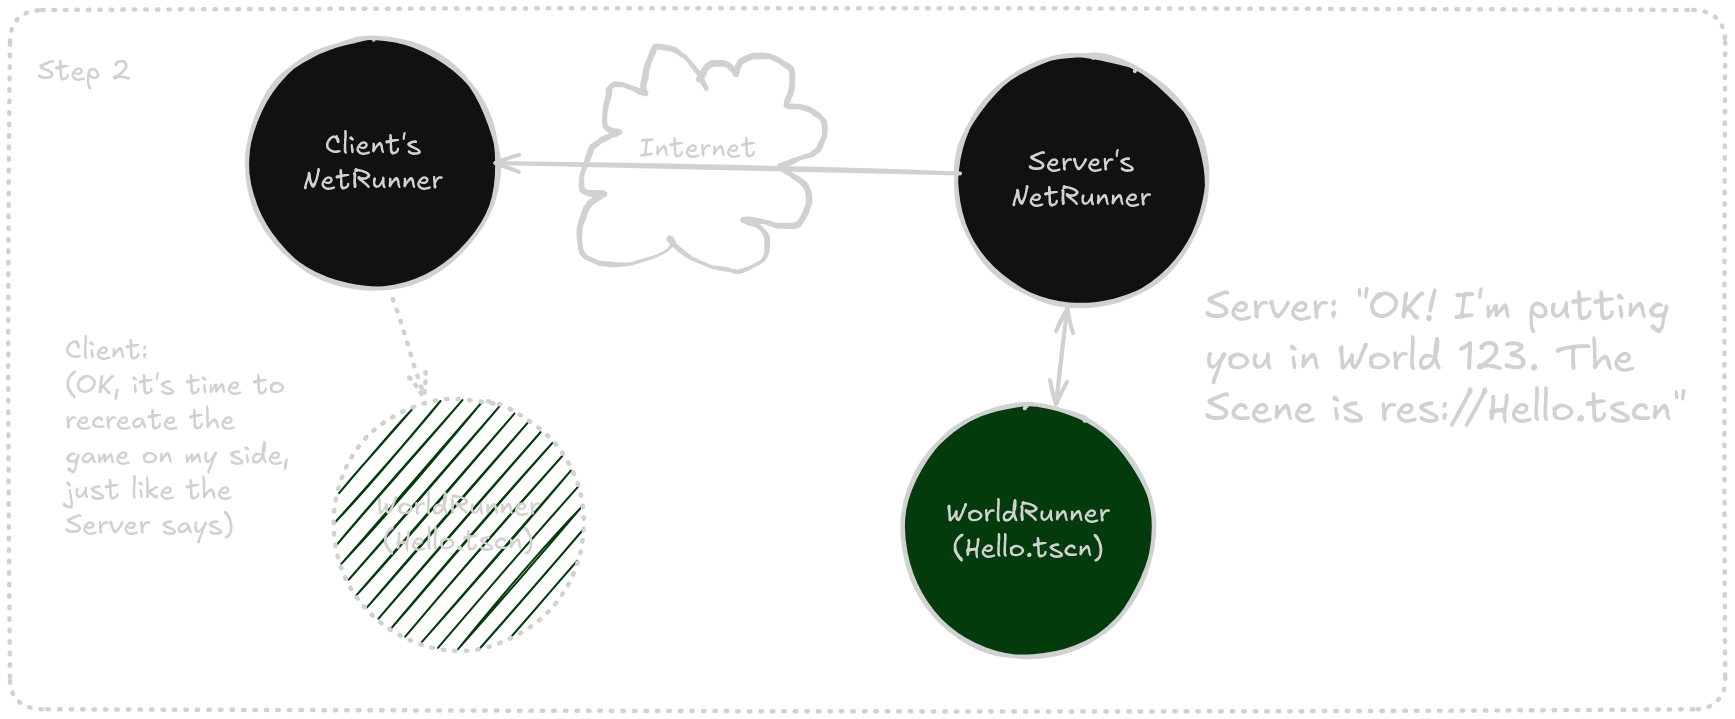 Step 2
Client's
NetRunner
Internet
Server's
NetRunner
Server: "OK! I'm putting
you in World 123. The
Scene is res://Hello.tscn"
Client:
(OK, it's time to
recreate the
game on my side,
just like the
Server says)
WorldRunner
(Hello.tscn)
WorldRunner
(Hello.tscn)